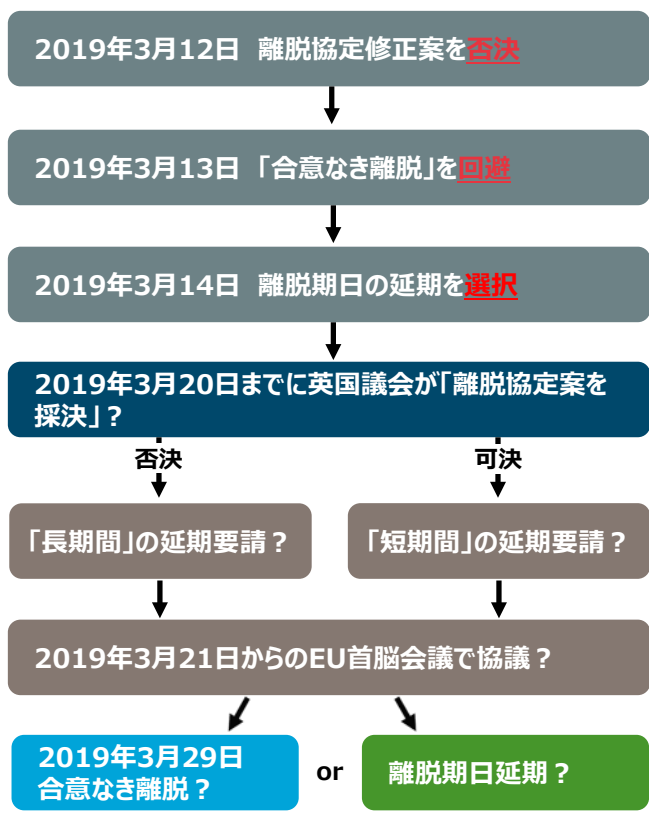 2019年3月12日 離脱協定修正案を否決
2019年3月13日 「合意なき離脱」を回避
2019年3月14日 離脱期日の延期を選択
2019年3月20日までに英国議会が「離脱協定案を
採決」？
否決
可決
「長期間」の延期要請？
「短期間」の延期要請？
2019年3月21日からのEU首脳会議で協議？
2019年3月29日
合意なき離脱？
or
離脱期日延期？